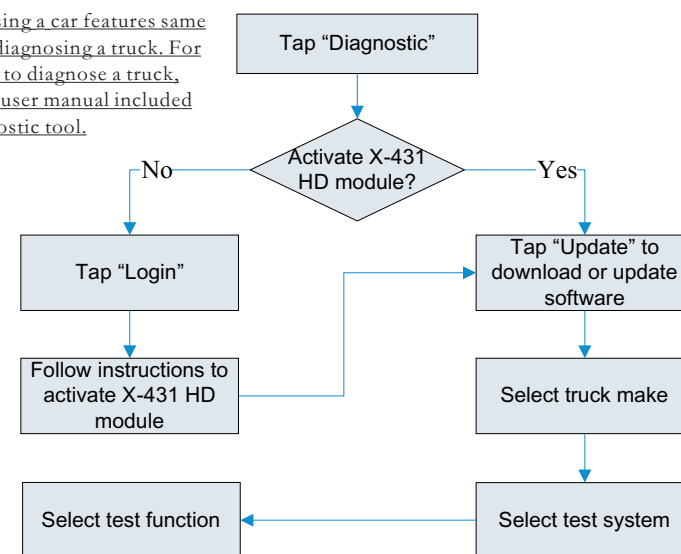 sing a car features same
diagnosing a truck. For
to diagnose a truck,
user manual included
ostic tool.
Tap “Diagnostic”
Activate X-431
HD module?
No
Yes
Tap “Login”
Tap “Update” to
download or update
software
Follow instructions to
activate X-431 HD
module
Select truck make
Select test system
Select test function